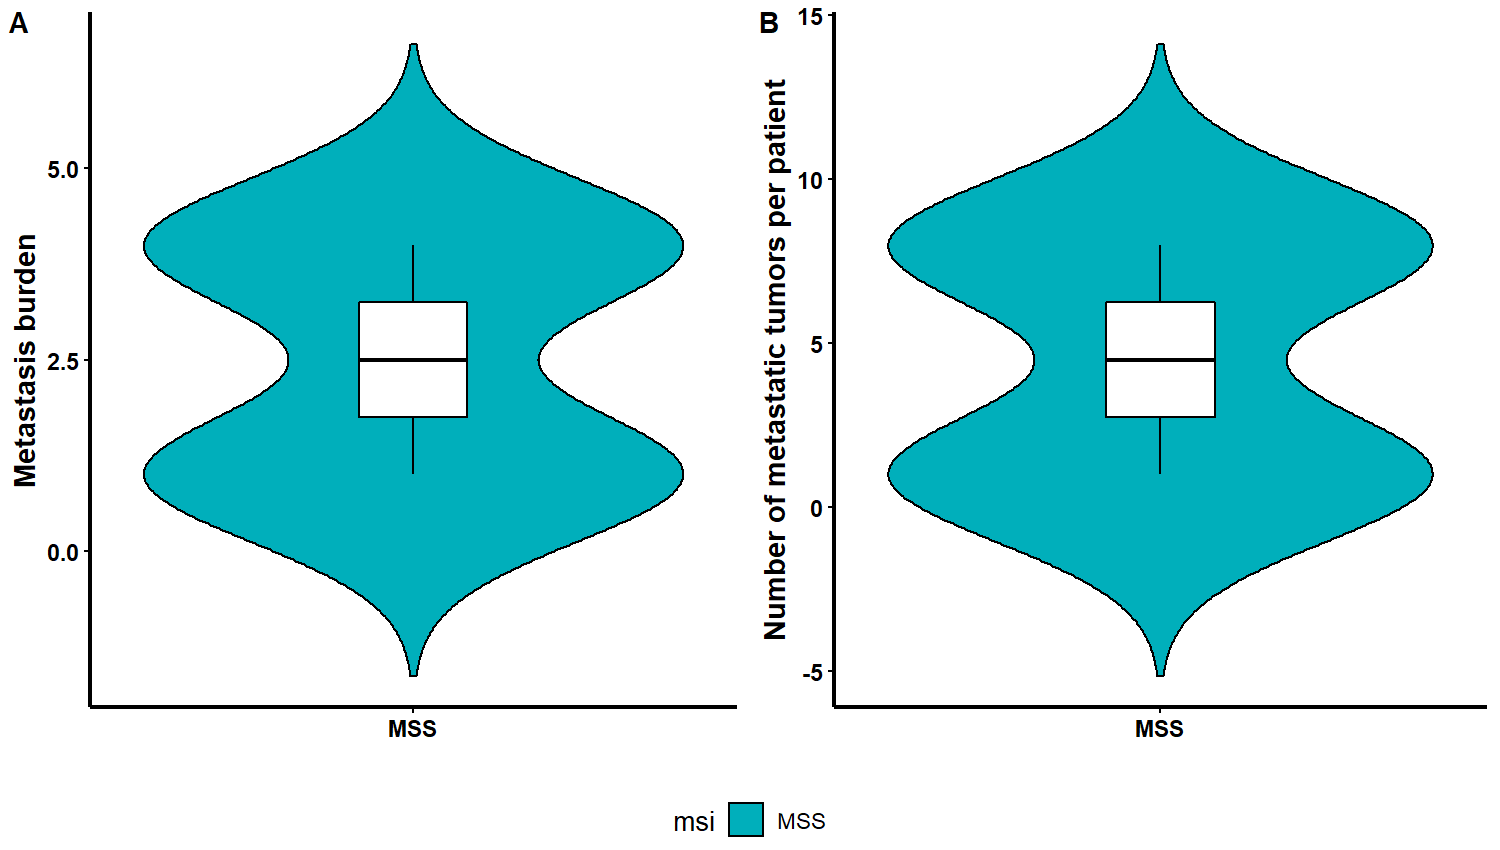 A
Metastasis burden
5.0
2.5
0.0
MSS
B
Number of metastatic tumors per patient
15
10
5
0
-5
MSS
msi MSS